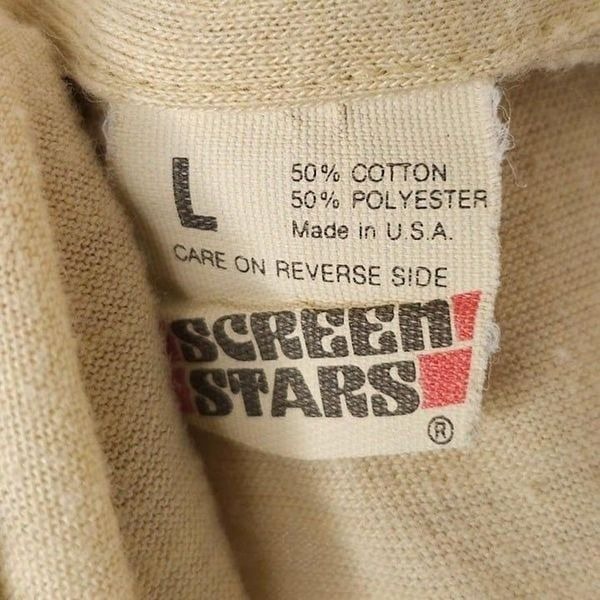 L
50% COTTON
50% POLYESTER
Made in U.S.A.
CARE ON REVERSE SIDE
SCREEN
STARS
®